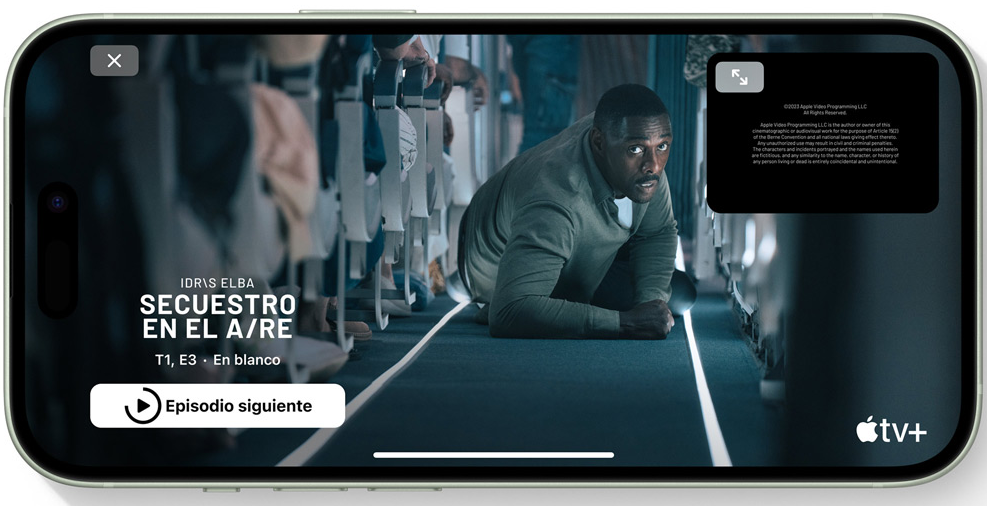 ©2023 Apple Video Programming LLC
All Rights Reserved.
Apple Video Programming LLC is the author or owner of this
cinematographic or audiovisual work for the purpose of Article 15(2)
of the Berne Convention and all national laws giving effect thereto.
Any unauthorized use may result in civil and criminal penalties.
The characters and incidents portrayed and the names used herein
are fictitious, and any similarity to the name, character, or history of
any person living or dead is entirely coincidental and unintentional.
IDR\S ELBA
SECUESTRO
EN EL A/RE
T1, E3 · En blanco
Episodio siguiente
tv+